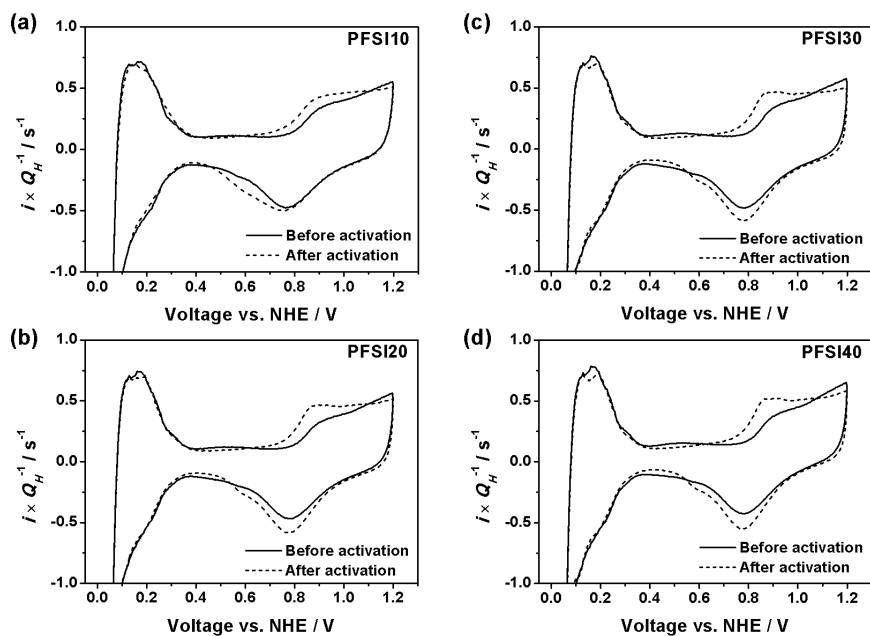 (a)
PFSI10
1.0
0.5
0.0
-0.5
-1.0
i × Q_H^-1 / s^-1
Before activation
After activation
0.0 0.2 0.4 0.6 0.8 1.0 1.2
Voltage vs. NHE / V
(c)
PFSI30
1.0
0.5
0.0
-0.5
-1.0
i × Q_H^-1 / s^-1
Before activation
After activation
0.0 0.2 0.4 0.6 0.8 1.0 1.2
Voltage vs. NHE / V
(b)
PFSI20
1.0
0.5
0.0
-0.5
-1.0
i × Q_H^-1 / s^-1
Before activation
After activation
0.0 0.2 0.4 0.6 0.8 1.0 1.2
Voltage vs. NHE / V
(d)
PFSI40
1.0
0.5
0.0
-0.5
-1.0
i × Q_H^-1 / s^-1
Before activation
After activation
0.0 0.2 0.4 0.6 0.8 1.0 1.2
Voltage vs. NHE / V